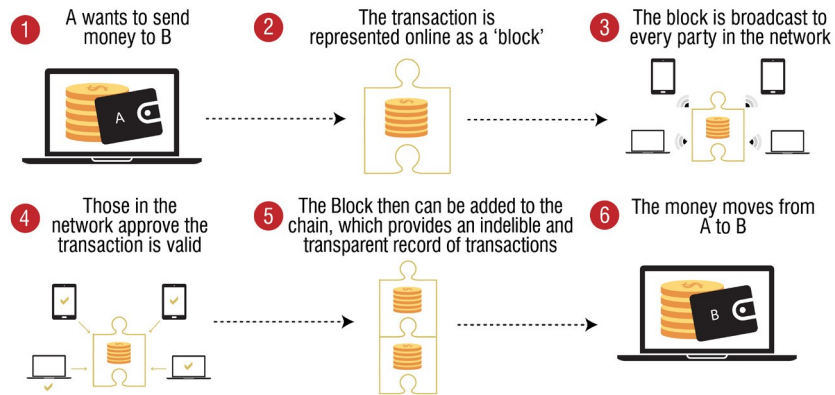 1
A wants to send
money to B
2
The transaction is
represented online as a ‘block’
3
The block is broadcast to
every party in the network
$
A
4
Those in the
network approve the
transaction is valid
5
The Block then can be added to the
chain, which provides an indelible and
transparent record of transactions
6
The money moves from
A to B
$
B